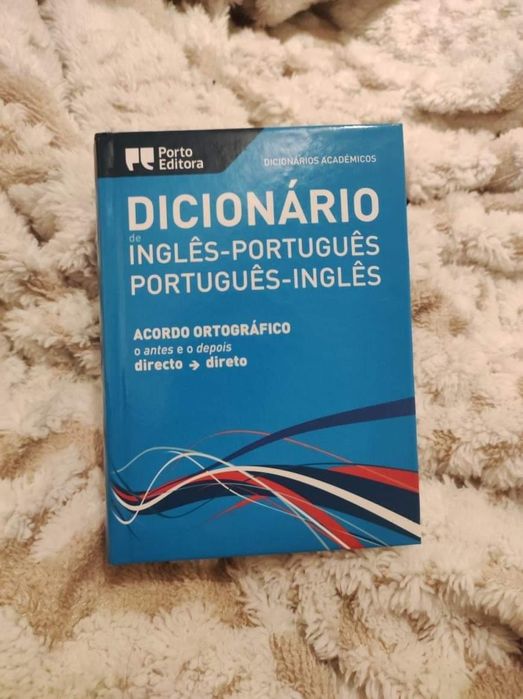 Porto
Editora
DICIONÁRIOS ACADÉMICOS
DICIONÁRIO
de
INGLÊS-PORTUGUÊS
PORTUGUÊS-INGLÊS
ACORDO ORTOGRÁFICO
o antes e o depois
directo → direto